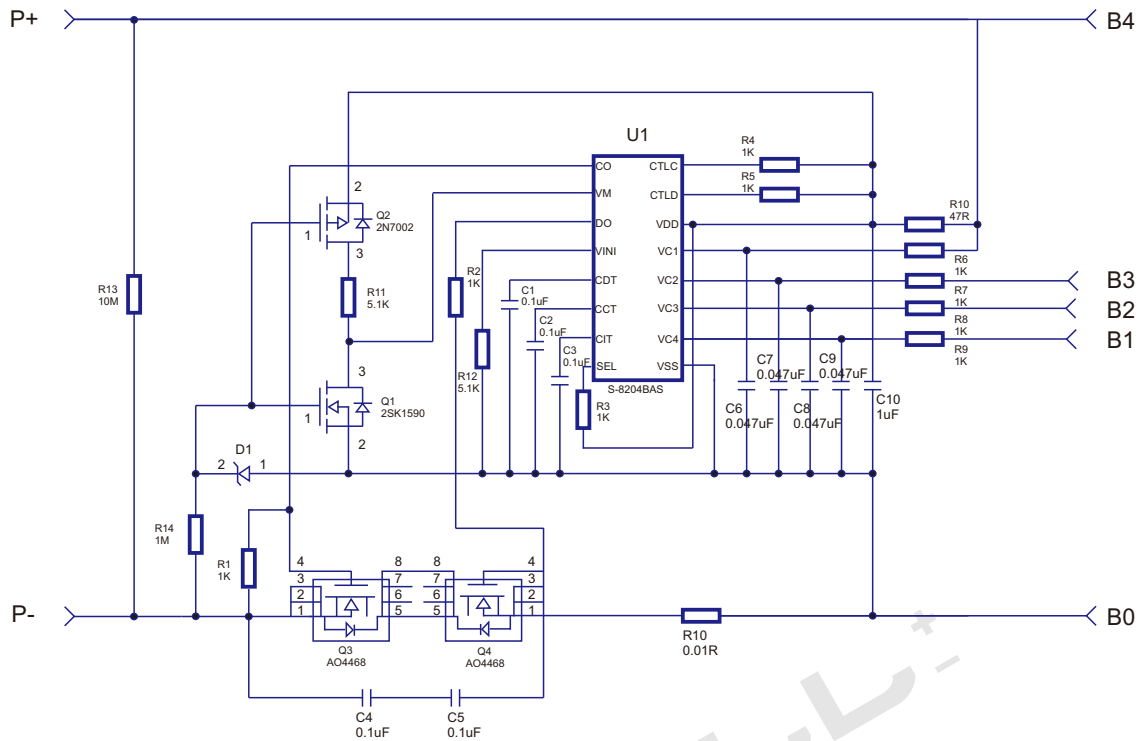 P+
B4
U1
CO
CTLC
R4
1K
VM
CTLD
R5
1K
DO
VDD
R10
47R
VINI
VC1
R6
1K
CDT
VC2
B3
R7
1K
CCT
VC3
B2
R8
1K
CIT
VC4
B1
R9
1K
SEL
VSS
S-8204BAS
2
1
3
Q2
2N7002
R11
5.1K
R13
10M
R2
1K
C1
0.1uF
C2
0.1uF
C3
0.1uF
R12
5.1K
R3
1K
C7
0.047uF
C9
0.047uF
C6
0.047uF
C8
0.047uF
C10
1uF
3
1
2
Q1
2SK1590
D1
2
1
R14
1M
R1
1K
4
3
2
1
8
7
6
5
8
7
6
5
4
3
2
1
P-
B0
Q3
AO4468
Q4
AO4468
R10
0.01R
C4
0.1uF
C5
0.1uF